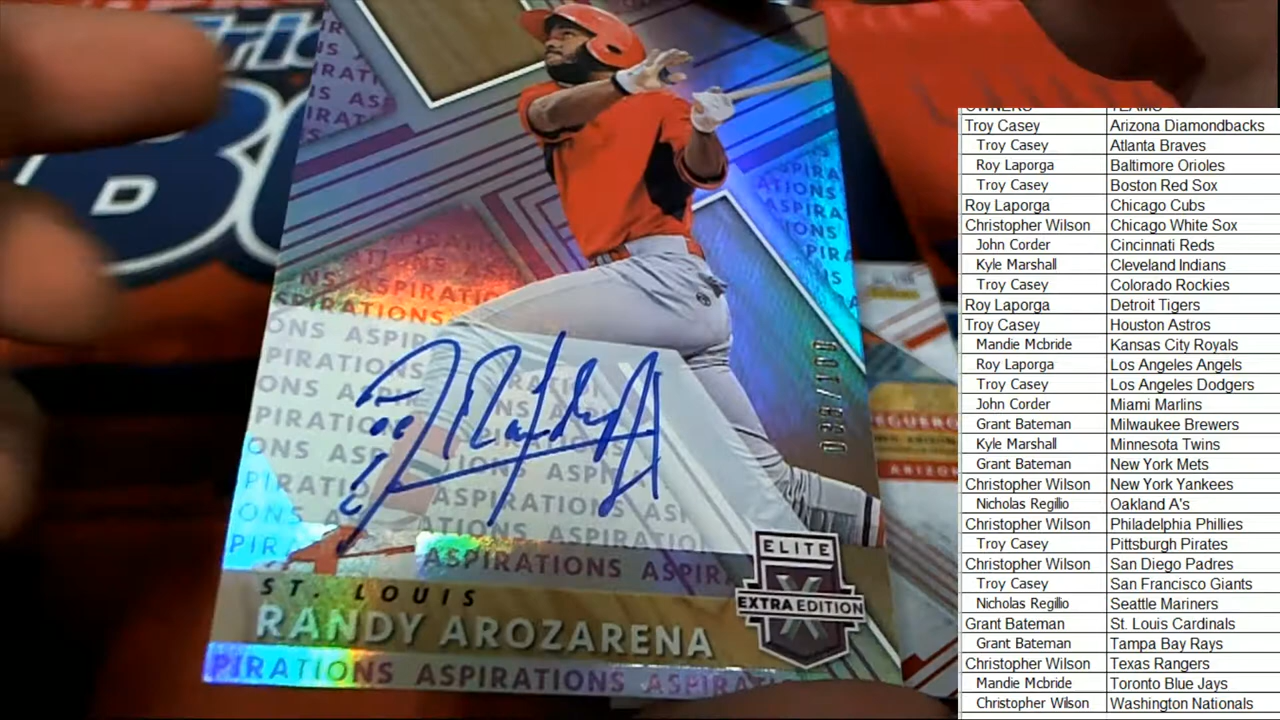 ST. LOUIS
RANDY AROZARENA
PIRATIONS ASPIRATIONS ASPIRAT
ELITE
X
EXTRA EDITION
ASPIRATIONS ASPIR
OWNERS TEAMS
Troy Casey Arizona Diamondbacks
Troy Casey Atlanta Braves
Roy Laporga Baltimore Orioles
Troy Casey Boston Red Sox
Roy Laporga Chicago Cubs
Christopher Wilson Chicago White Sox
John Corder Cincinnati Reds
Kyle Marshall Cleveland Indians
Troy Casey Colorado Rockies
Roy Laporga Detroit Tigers
Troy Casey Houston Astros
Mandie Mcbride Kansas City Royals
Roy Laporga Los Angeles Angels
Troy Casey Los Angeles Dodgers
John Corder Miami Marlins
Grant Bateman Milwaukee Brewers
Kyle Marshall Minnesota Twins
Grant Bateman New York Mets
Christopher Wilson New York Yankees
Nicholas Regillio Oakland A's
Christopher Wilson Philadelphia Phillies
Troy Casey Pittsburgh Pirates
Christopher Wilson San Diego Padres
Troy Casey San Francisco Giants
Nicholas Regillio Seattle Mariners
Grant Bateman St. Louis Cardinals
Grant Bateman Tampa Bay Rays
Christopher Wilson Texas Rangers
Mandie Mcbride Toronto Blue Jays
Christopher Wilson Washington Nationals